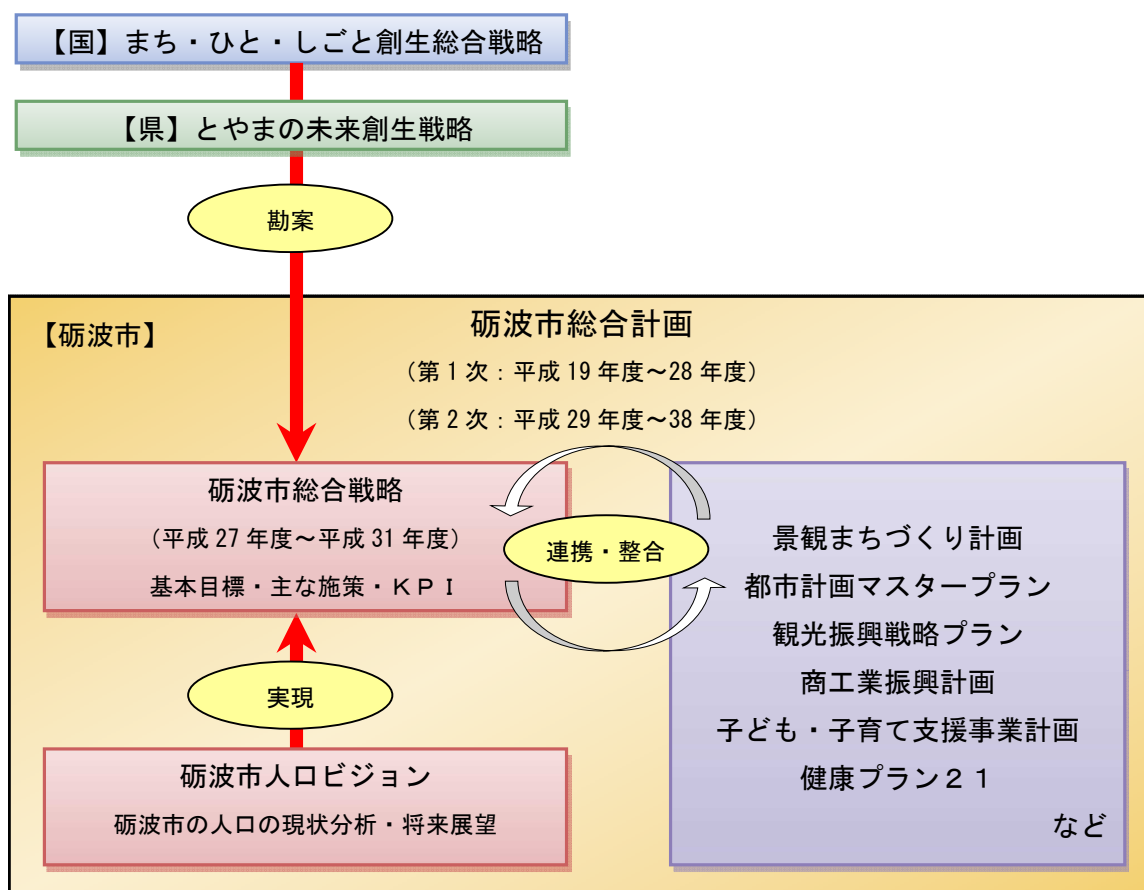 【国】まち・ひと・しごと創生総合戦略
【県】とやまの未来創生戦略
勘案
【砺波市】
砺波市総合計画
（第１次：平成 19 年度～28 年度）
（第２次：平成 29 年度～38 年度）
砺波市総合戦略
（平成 27 年度～平成 31 年度）
基本目標・主な施策・ＫＰＩ
連携・整合
景観まちづくり計画
都市計画マスタープラン
観光振興戦略プラン
商工業振興計画
子ども・子育て支援事業計画
健康プラン２１
など
実現
砺波市人口ビジョン
砺波市の人口の現状分析・将来展望